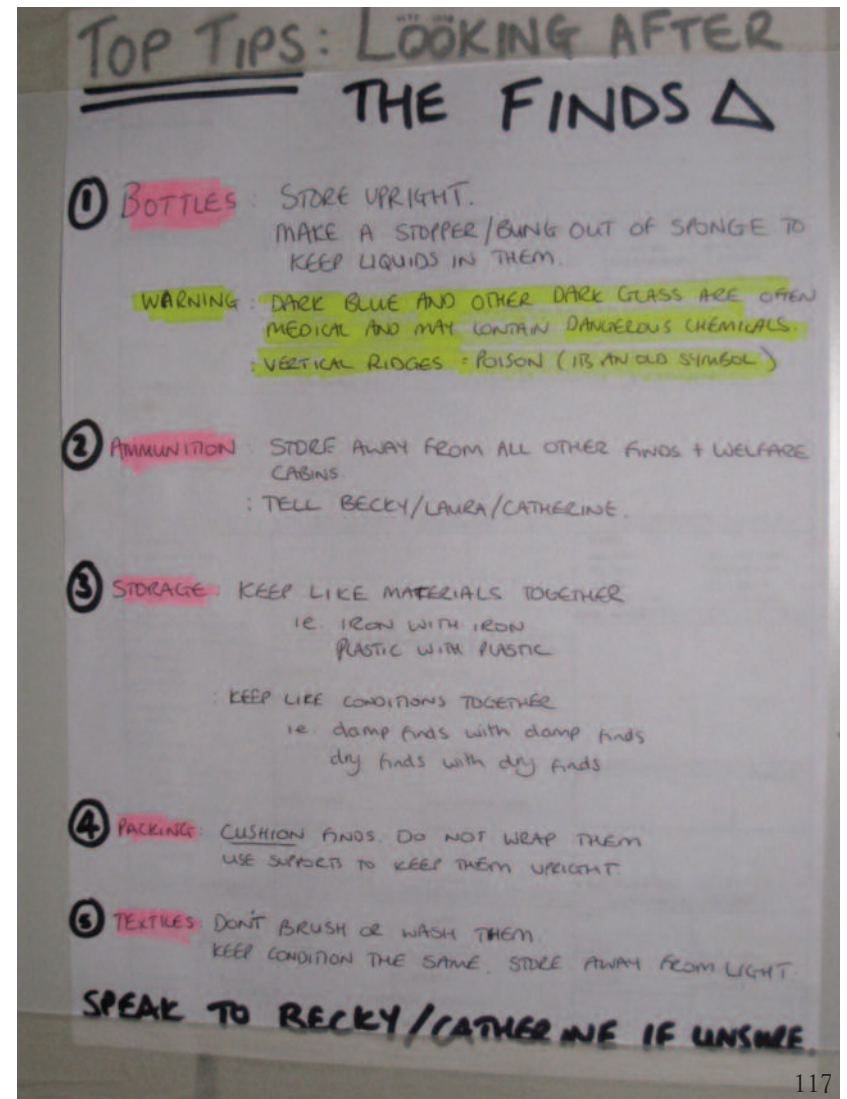 TOP TIPS: LOOKING AFTER
THE FINDS
1 BOTTLES: STORE UPRIGHT.
MAKE A STOPPER/BUNG OUT OF SPONGE TO
KEEP LIQUIDS IN THEM.
WARNING: DARK BLUE AND OTHER DARK GLASS ARE OFTEN
MEDICAL AND MAY CONTAIN DANGEROUS CHEMICALS.
: VERTICAL RIDGES = POISON (ITS AN OLD SYMBOL)
2 AMMUNITION: STORE AWAY FROM ALL OTHER FINDS + WELFARE
CABINS.
: TELL BECKY/LAURA/CATHERINE.
3 STORAGE: KEEP LIKE MATERIALS TOGETHER
ie. IRON WITH IRON
PLASTIC WITH PLASTIC
: KEEP LIKE CONDITIONS TOGETHER
ie. damp finds with damp finds
dry finds with dry finds
4 PACKING: CUSHION FINDS. DO NOT WRAP THEM
USE SUPPORTS TO KEEP THEM UPRIGHT.
5 TEXTILES: DON'T BRUSH OR WASH THEM.
KEEP CONDITION THE SAME. STORE AWAY FROM LIGHT.
SPEAK TO BECKY/CATHERINE IF UNSURE.
117